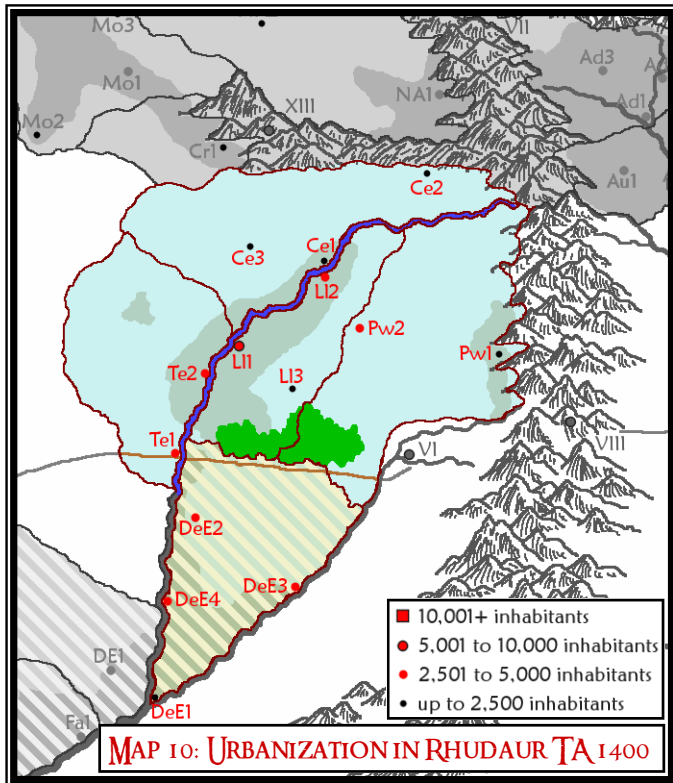 Mo3
VII
Mo1
NA1
Ad3
Ad1
XIII
Mo2
Cr1
Au1
Ce2
Ce3
Ce1
Ll2
Pw2
Ll1
Pw1
Te2
Ll3
Te1
VI
VIII
DeE2
DeE3
DeE4
DE1
DeE1
Fa1
10,001+ inhabitants
5,001 to 10,000 inhabitants
2,501 to 5,000 inhabitants
up to 2,500 inhabitants
Map 10: Urbanization in Rhudaur TA 1400